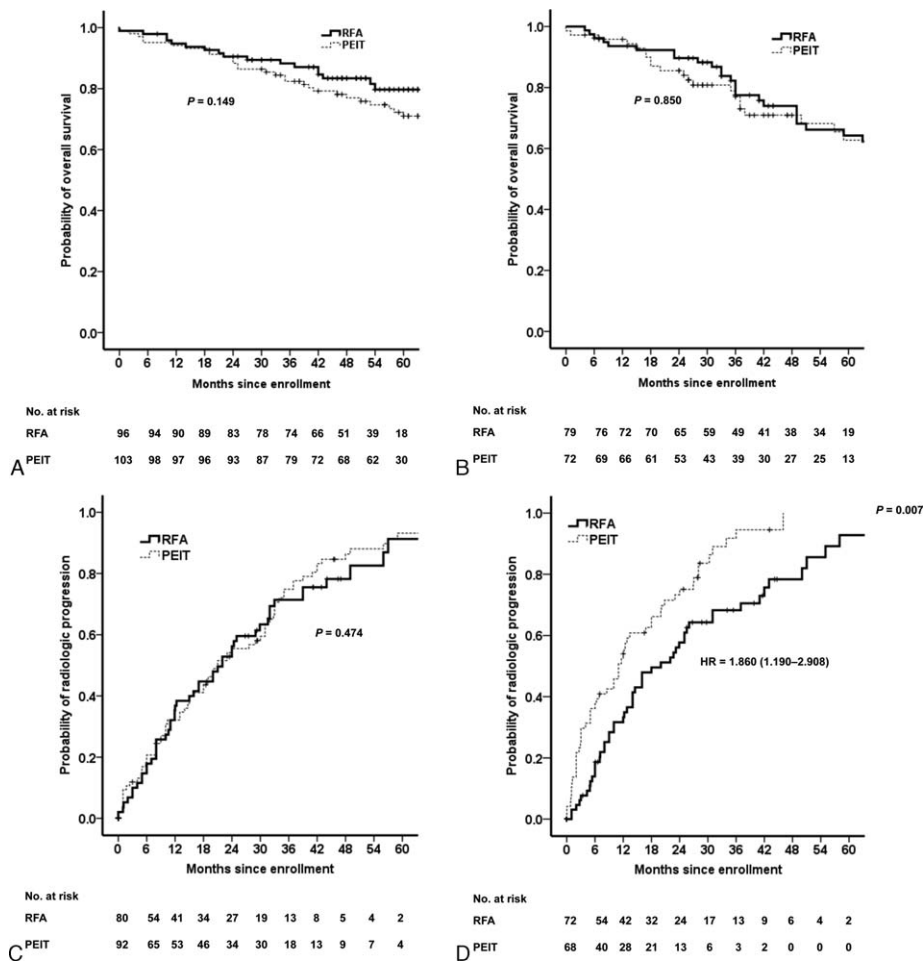 RFA
PEIT
P = 0.149
Probability of overall survival
1.0
0.8
0.6
0.4
0.2
0.0
0 6 12 18 24 30 36 42 48 54 60
Months since enrollment
No. at risk
RFA 96 94 90 89 83 78 74 66 51 39 18
PEIT 103 98 97 96 93 87 79 72 68 62 30
A
RFA
PEIT
P = 0.850
Probability of overall survival
1.0
0.8
0.6
0.4
0.2
0.0
0 6 12 18 24 30 36 42 48 54 60
Months since enrollment
No. at risk
RFA 79 76 72 70 65 59 49 41 38 34 19
PEIT 72 69 66 61 53 43 39 30 27 25 13
B
RFA
PEIT
P = 0.474
Probability of radiologic progression
1.0
0.8
0.6
0.4
0.2
0.0
0 6 12 18 24 30 36 42 48 54 60
Months since enrollment
No. at risk
RFA 80 54 41 34 27 19 13 8 5 4 2
PEIT 92 65 53 46 34 30 18 13 9 7 4
C
P = 0.007
RFA
PEIT
HR = 1.860 (1.190–2.908)
Probability of radiologic progression
1.0
0.8
0.6
0.4
0.2
0.0
0 6 12 18 24 30 36 42 48 54 60
Months since enrollment
No. at risk
RFA 72 54 42 32 24 17 13 9 6 4 2
PEIT 68 40 28 21 13 6 3 2 0 0 0
D